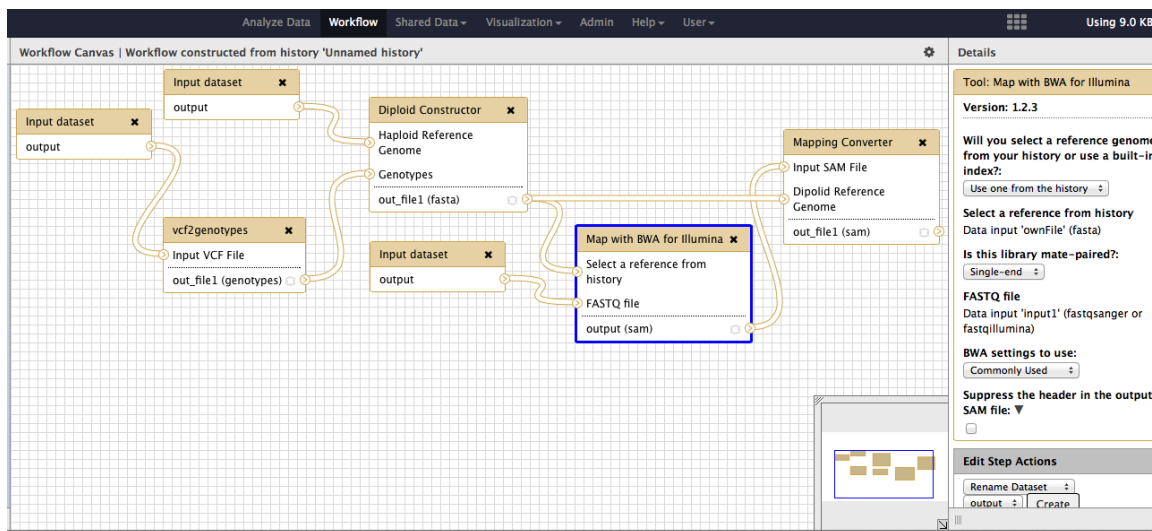 Analyze Data Workflow Shared Data Visualization Admin Help User Using 9.0 KB
Workflow Canvas | Workflow constructed from history 'Unnamed history'
Details
Input dataset
output
Input dataset
output
vcf2genotypes
Input VCF File
out_file1 (genotypes)
Diploid Constructor
Haploid Reference
Genome
Genotypes
out_file1 (fasta)
Input dataset
output
Map with BWA for Illumina
Select a reference from
history
FASTQ file
output (sam)
Mapping Converter
Input SAM File
Dipolid Reference
Genome
out_file1 (sam)
Tool: Map with BWA for Illumina
Version: 1.2.3
Will you select a reference genome
from your history or use a built-in
index?:
Use one from the history
Select a reference from history
Data input 'ownFile' (fasta)
Is this library mate-paired?:
Single-end
FASTQ file
Data input 'input1' (fastqsanger or
fastqillumina)
BWA settings to use:
Commonly Used
Suppress the header in the output
SAM file:
Edit Step Actions
Rename Dataset
output Create